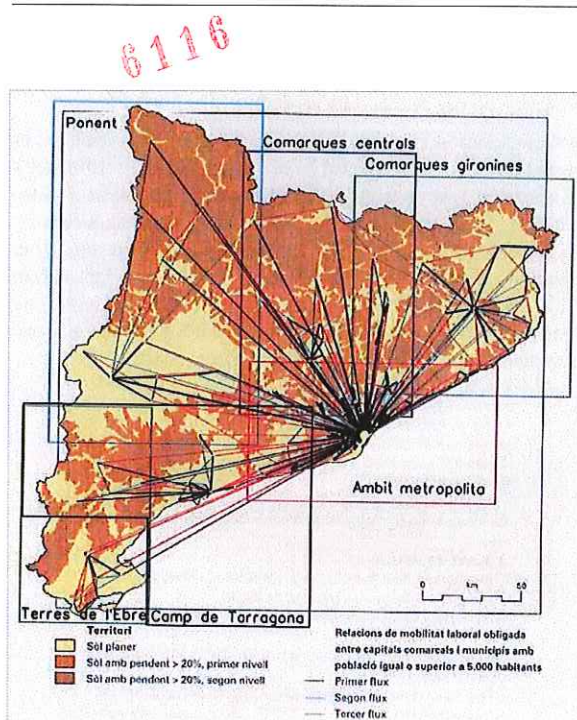 6116
Ponent
Comarques centrals
Comarques gironines
Ambit metropolita
0 km 50
Terres de l'Ebre
Camp de Tarragona
Territari
Sòl planer
Sòl amb pendent > 20%, primer nivell
Sòl amb pendent > 20%, segon nivell
Relacions de mobilitat laboral obligada
entre capitals comarcals i municipis amb
població igual o superior a 5.000 habitants
Primer flux
Segon flux
Tercer flux